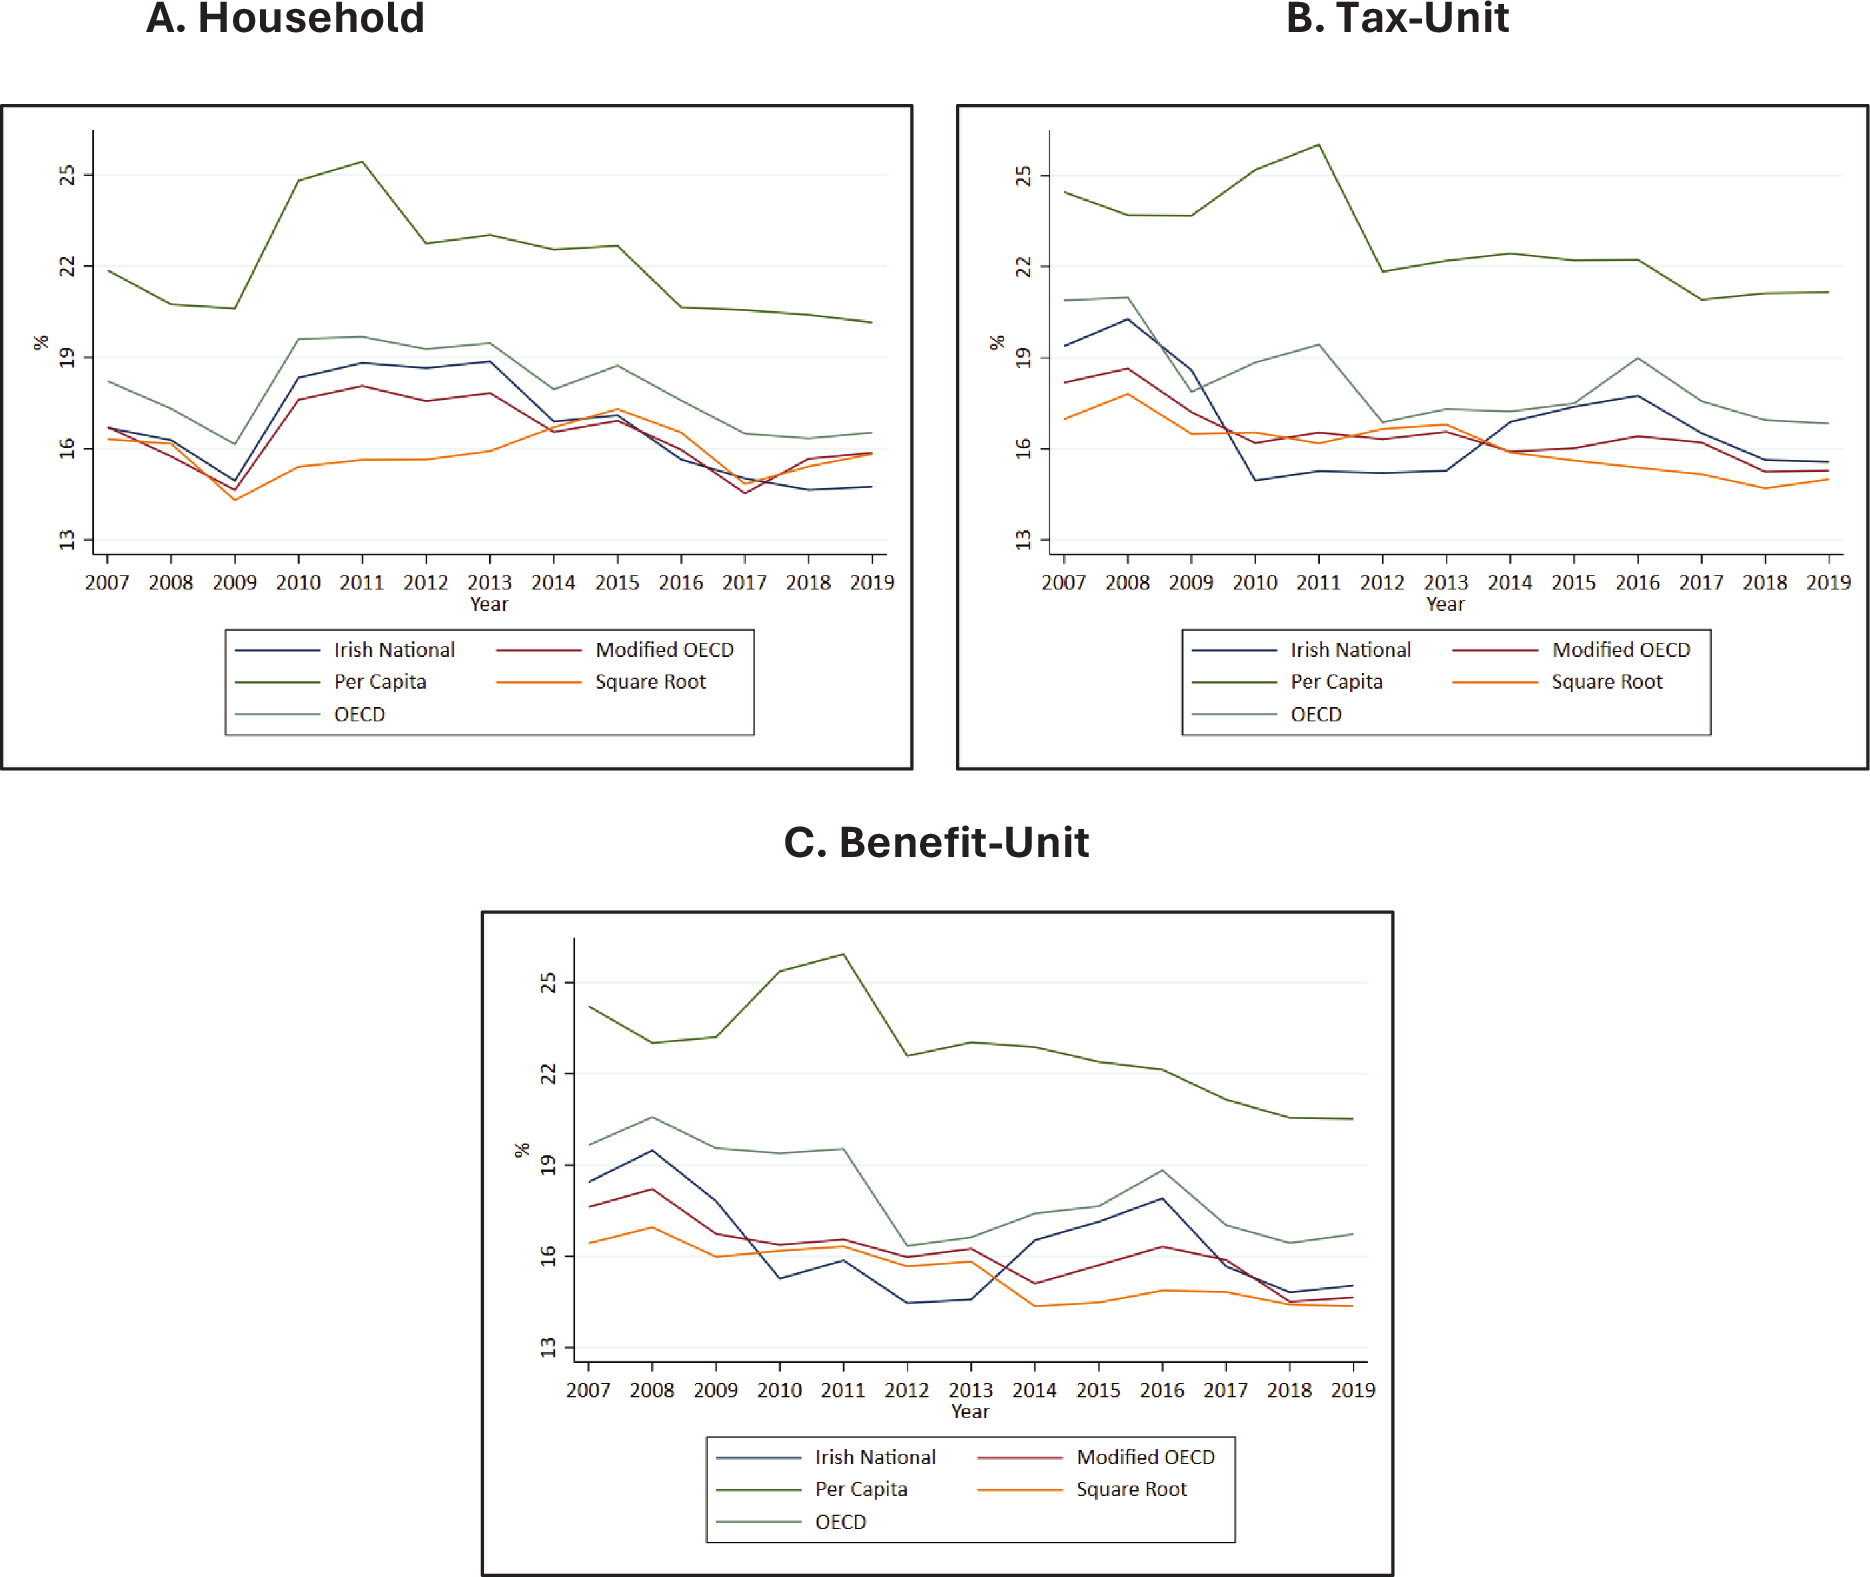 A. Household
25
22
19
16
13
%
2007 2008 2009 2010 2011 2012 2013 2014 2015 2016 2017 2018 2019
Year
Irish National Modified OECD
Per Capita Square Root
OECD
B. Tax-Unit
25
22
19
16
13
%
2007 2008 2009 2010 2011 2012 2013 2014 2015 2016 2017 2018 2019
Year
Irish National Modified OECD
Per Capita Square Root
OECD
C. Benefit-Unit
25
22
19
16
13
%
2007 2008 2009 2010 2011 2012 2013 2014 2015 2016 2017 2018 2019
Year
Irish National Modified OECD
Per Capita Square Root
OECD